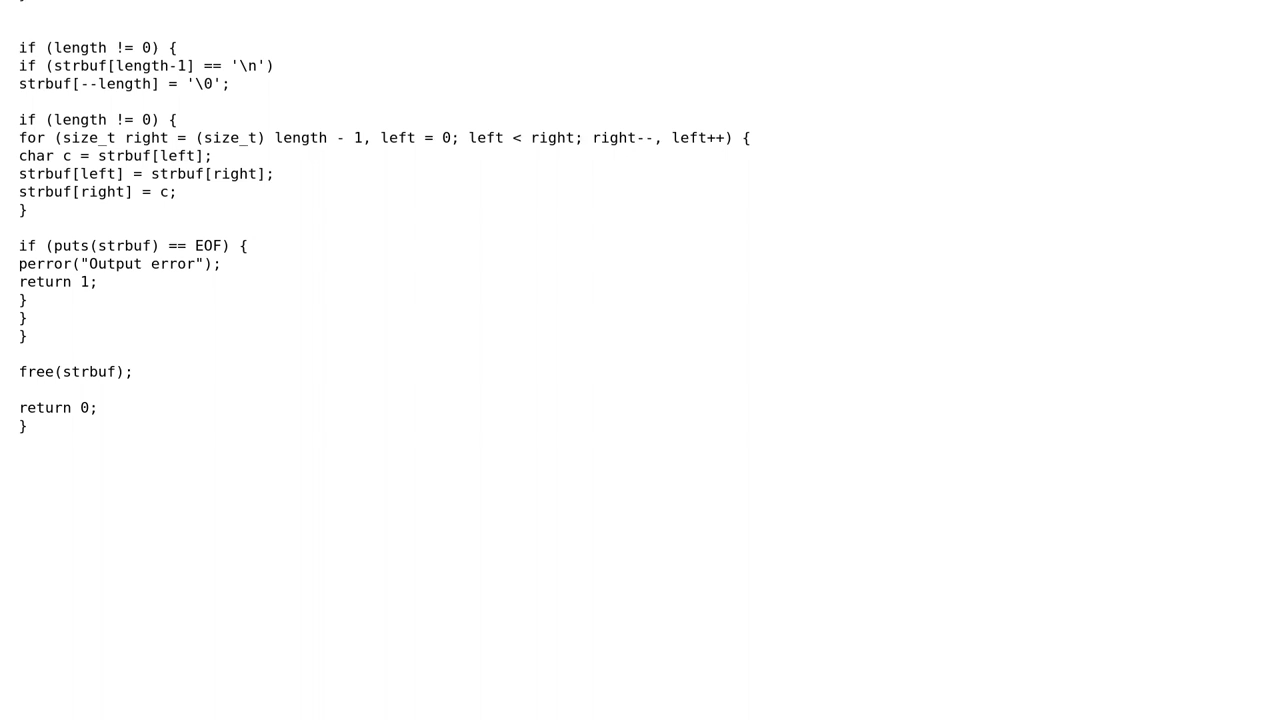 if (length != 0) {
if (strbuf[length-1] == '\n')
strbuf[--length] = '\0';
if (length != 0) {
for (size_t right = (size_t) length - 1, left = 0; left < right; right--, left++) {
char c = strbuf[left];
strbuf[left] = strbuf[right];
strbuf[right] = c;
}
if (puts(strbuf) == EOF) {
perror("Output error");
return 1;
}
}
}
free(strbuf);
return 0;
}